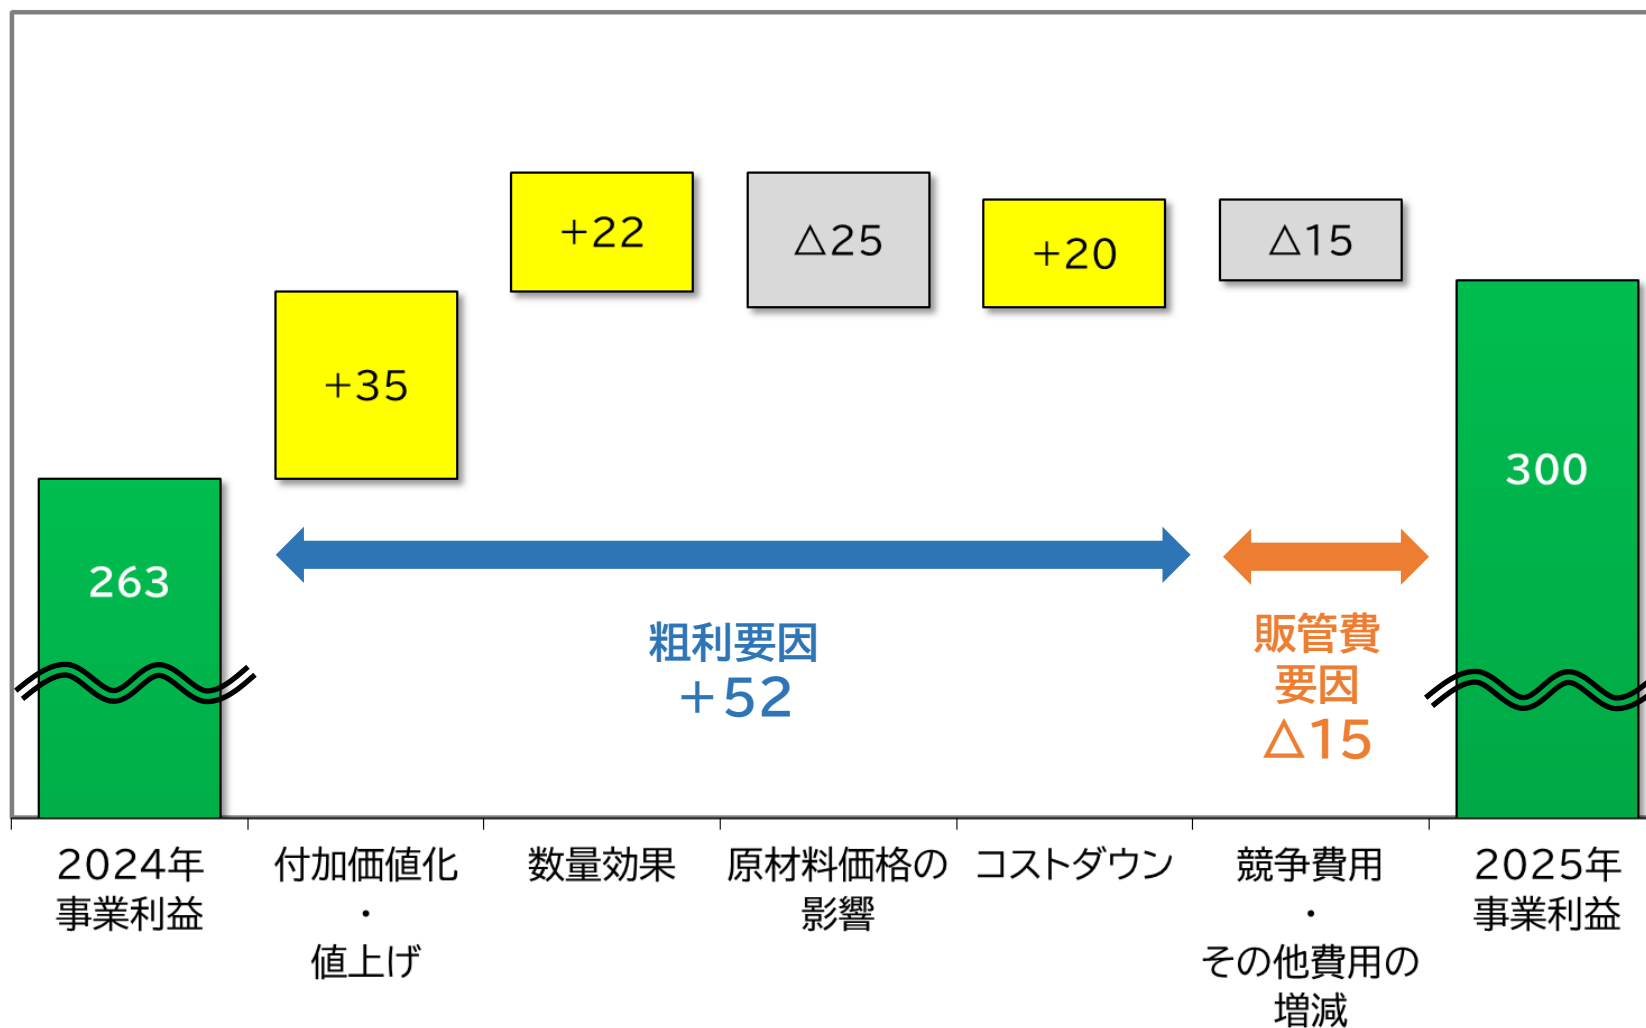 +22
△25
+20
△15
+35
300
263
粗利要因
+52
販管費
要因
△15
2024年
事業利益
付加価値化
・
値上げ
数量効果
原材料価格の
影響
コストダウン
競争費用
・
その他費用の
増減
2025年
事業利益